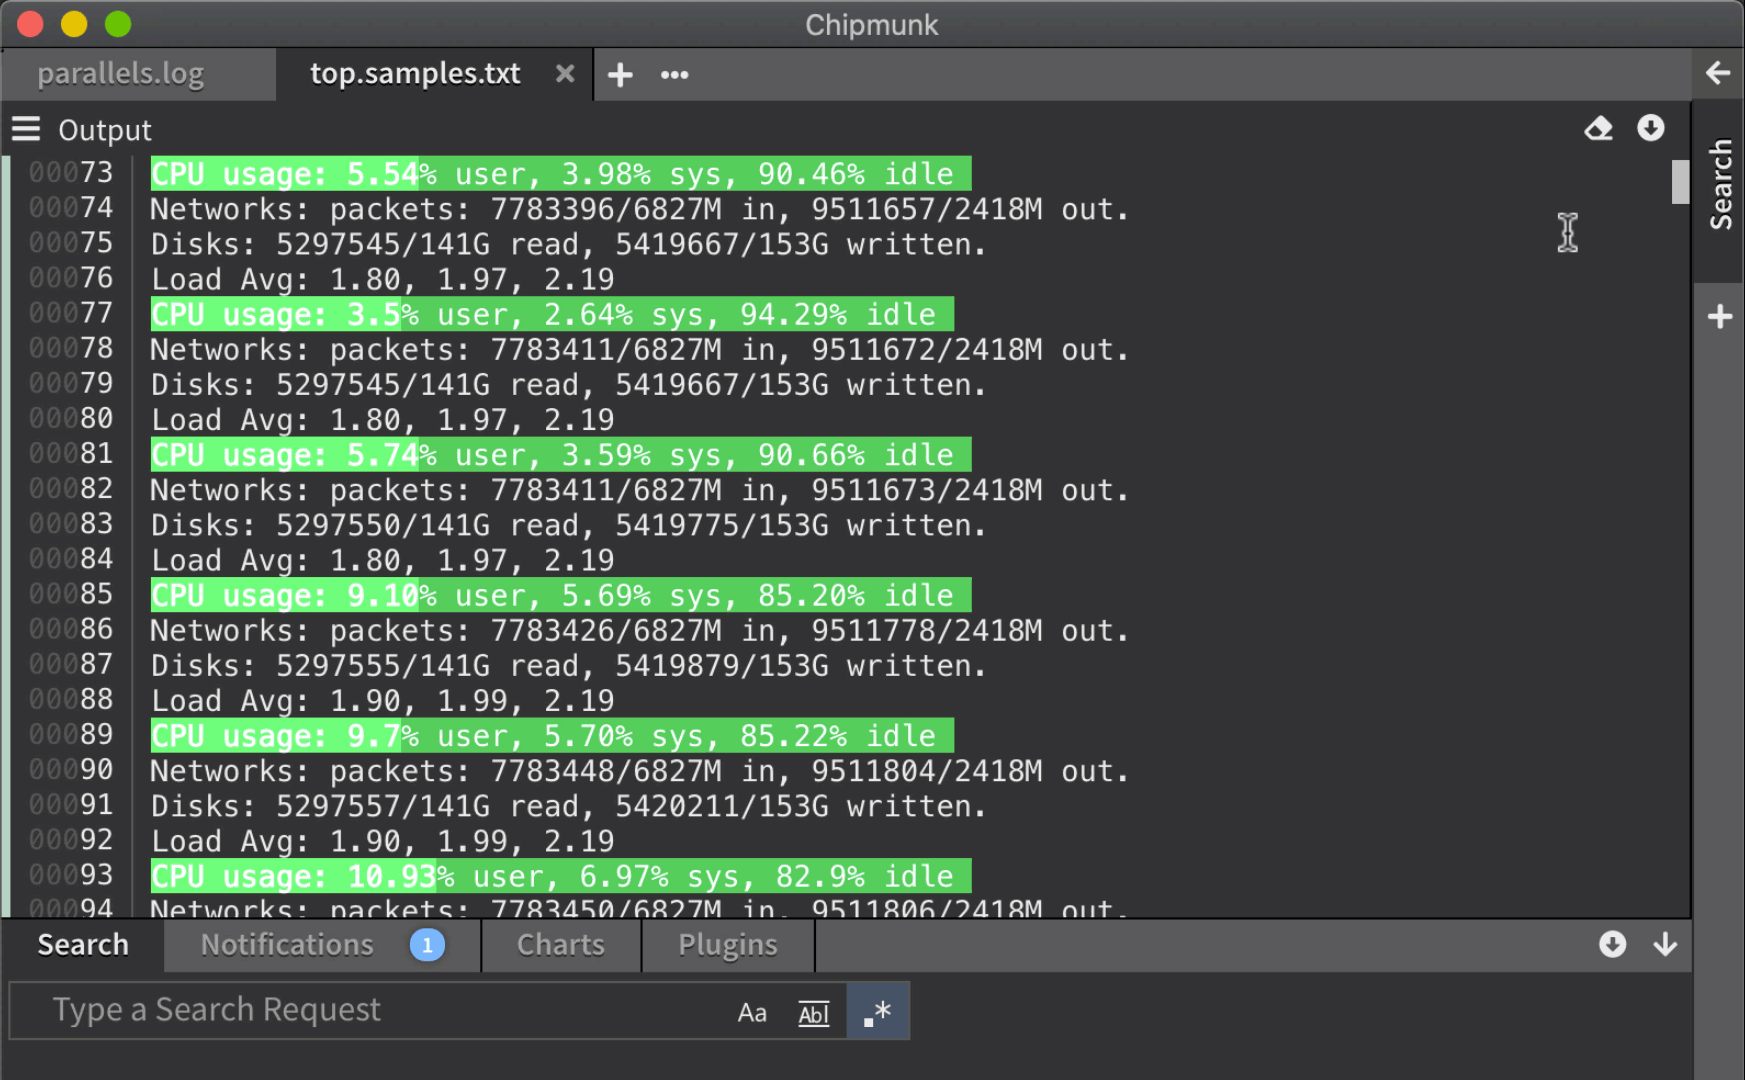 Chipmunk
parallels.log
top.samples.txt
Output
00073 CPU usage: 5.54% user, 3.98% sys, 90.46% idle
00074 Networks: packets: 7783396/6827M in, 9511657/2418M out.
00075 Disks: 5297545/141G read, 5419667/153G written.
00076 Load Avg: 1.80, 1.97, 2.19
00077 CPU usage: 3.5% user, 2.64% sys, 94.29% idle
00078 Networks: packets: 7783411/6827M in, 9511672/2418M out.
00079 Disks: 5297545/141G read, 5419667/153G written.
00080 Load Avg: 1.80, 1.97, 2.19
00081 CPU usage: 5.74% user, 3.59% sys, 90.66% idle
00082 Networks: packets: 7783411/6827M in, 9511673/2418M out.
00083 Disks: 5297550/141G read, 5419775/153G written.
00084 Load Avg: 1.80, 1.97, 2.19
00085 CPU usage: 9.10% user, 5.69% sys, 85.20% idle
00086 Networks: packets: 7783426/6827M in, 9511778/2418M out.
00087 Disks: 5297555/141G read, 5419879/153G written.
00088 Load Avg: 1.90, 1.99, 2.19
00089 CPU usage: 9.7% user, 5.70% sys, 85.22% idle
00090 Networks: packets: 7783448/6827M in, 9511804/2418M out.
00091 Disks: 5297557/141G read, 5420211/153G written.
00092 Load Avg: 1.90, 1.99, 2.19
00093 CPU usage: 10.93% user, 6.97% sys, 82.9% idle
00094 Networks: packets: 7783450/6827M in, 9511806/2418M out.
Search
Search
Notifications 1
Charts
Plugins
Type a Search Request
Aa
Abl
.*